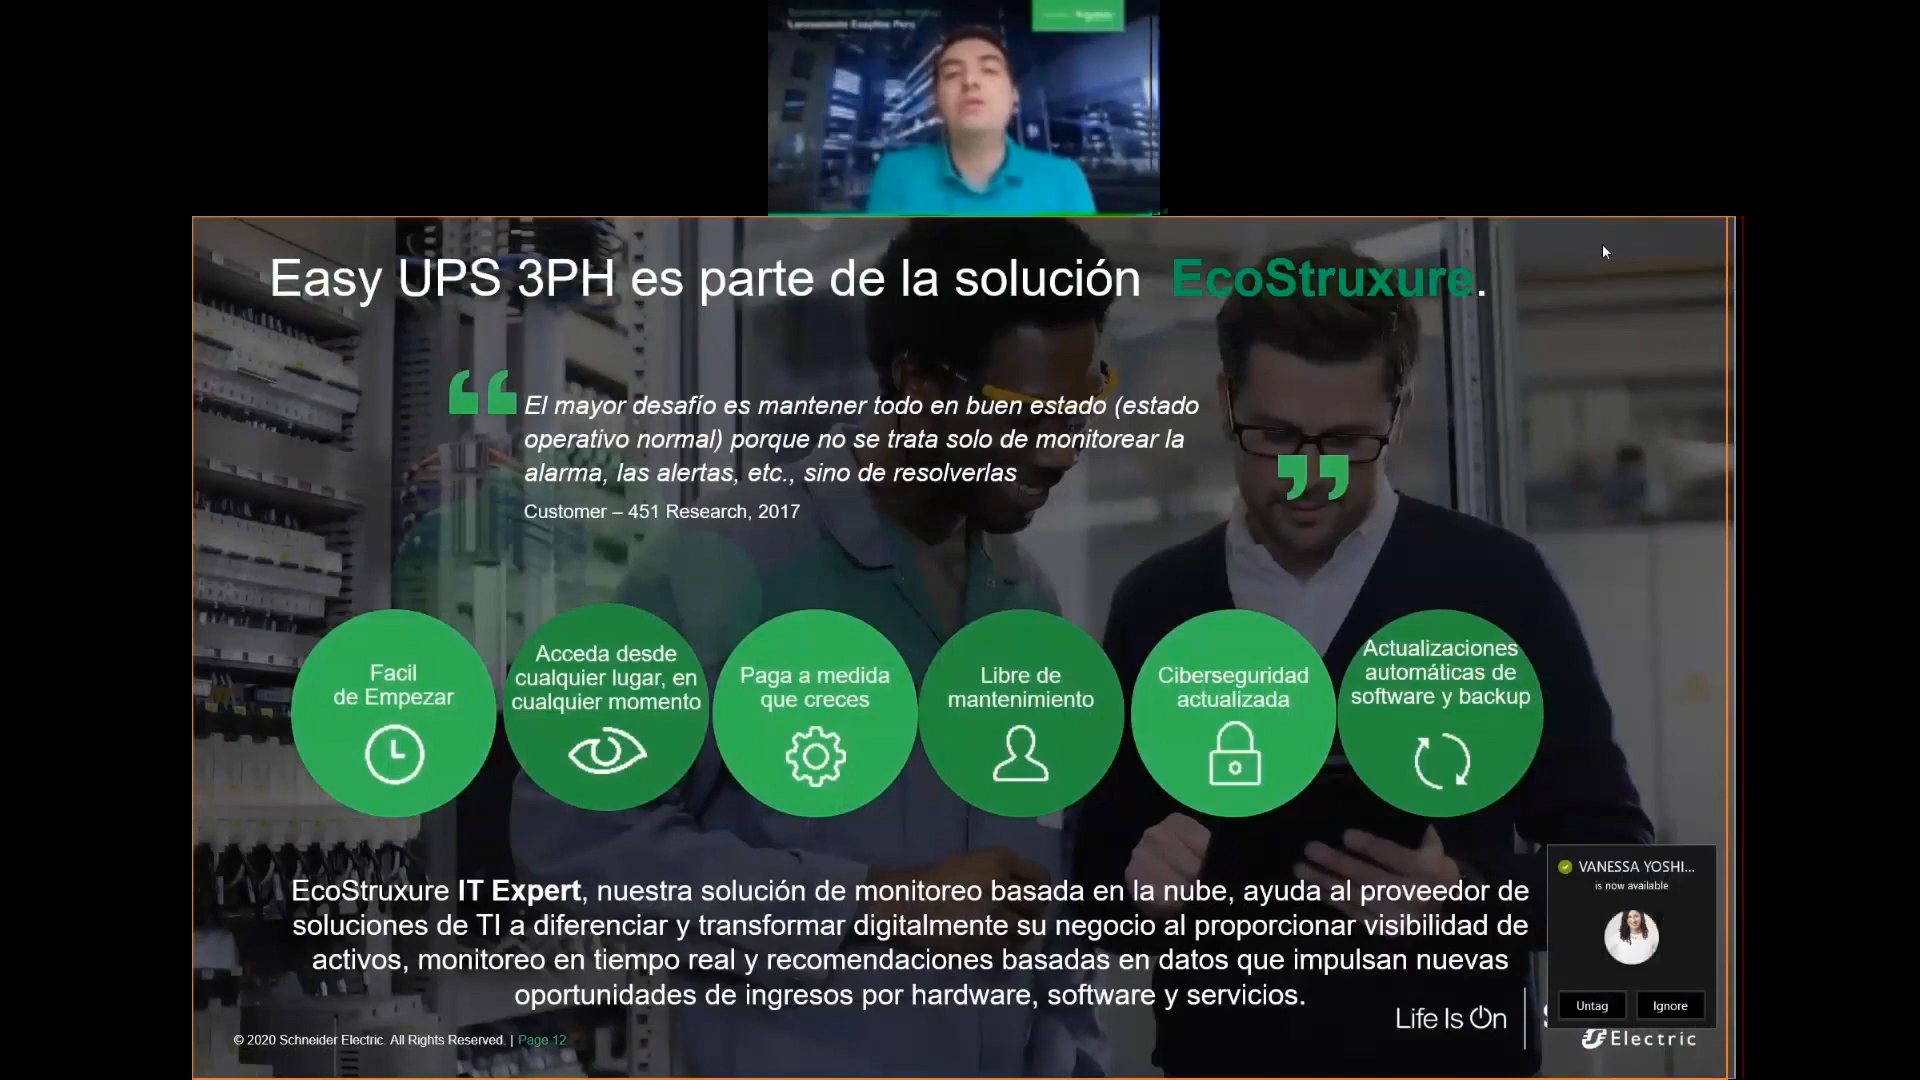 Lanzamiento Easyline Perú
Easy UPS 3PH es parte de la solución EcoStruxure.
El mayor desafío es mantener todo en buen estado (estado
operativo normal) porque no se trata solo de monitorear la
alarma, las alertas, etc., sino de resolverlas
Customer – 451 Research, 2017
Facil
de Empezar
Acceda desde
cualquier lugar, en
cualquier momento
Paga a medida
que creces
Libre de
mantenimiento
Ciberseguridad
actualizada
Actualizaciones
automáticas de
software y backup
EcoStruxure IT Expert, nuestra solución de monitoreo basada en la nube, ayuda al proveedor de
soluciones de TI a diferenciar y transformar digitalmente su negocio al proporcionar visibilidad de
activos, monitoreo en tiempo real y recomendaciones basadas en datos que impulsan nuevas
oportunidades de ingresos por hardware, software y servicios.
VANESSA YOSHI...
is now available
Untag
Ignore
Life Is On
Electric
© 2020 Schneider Electric. All Rights Reserved. | Page 12